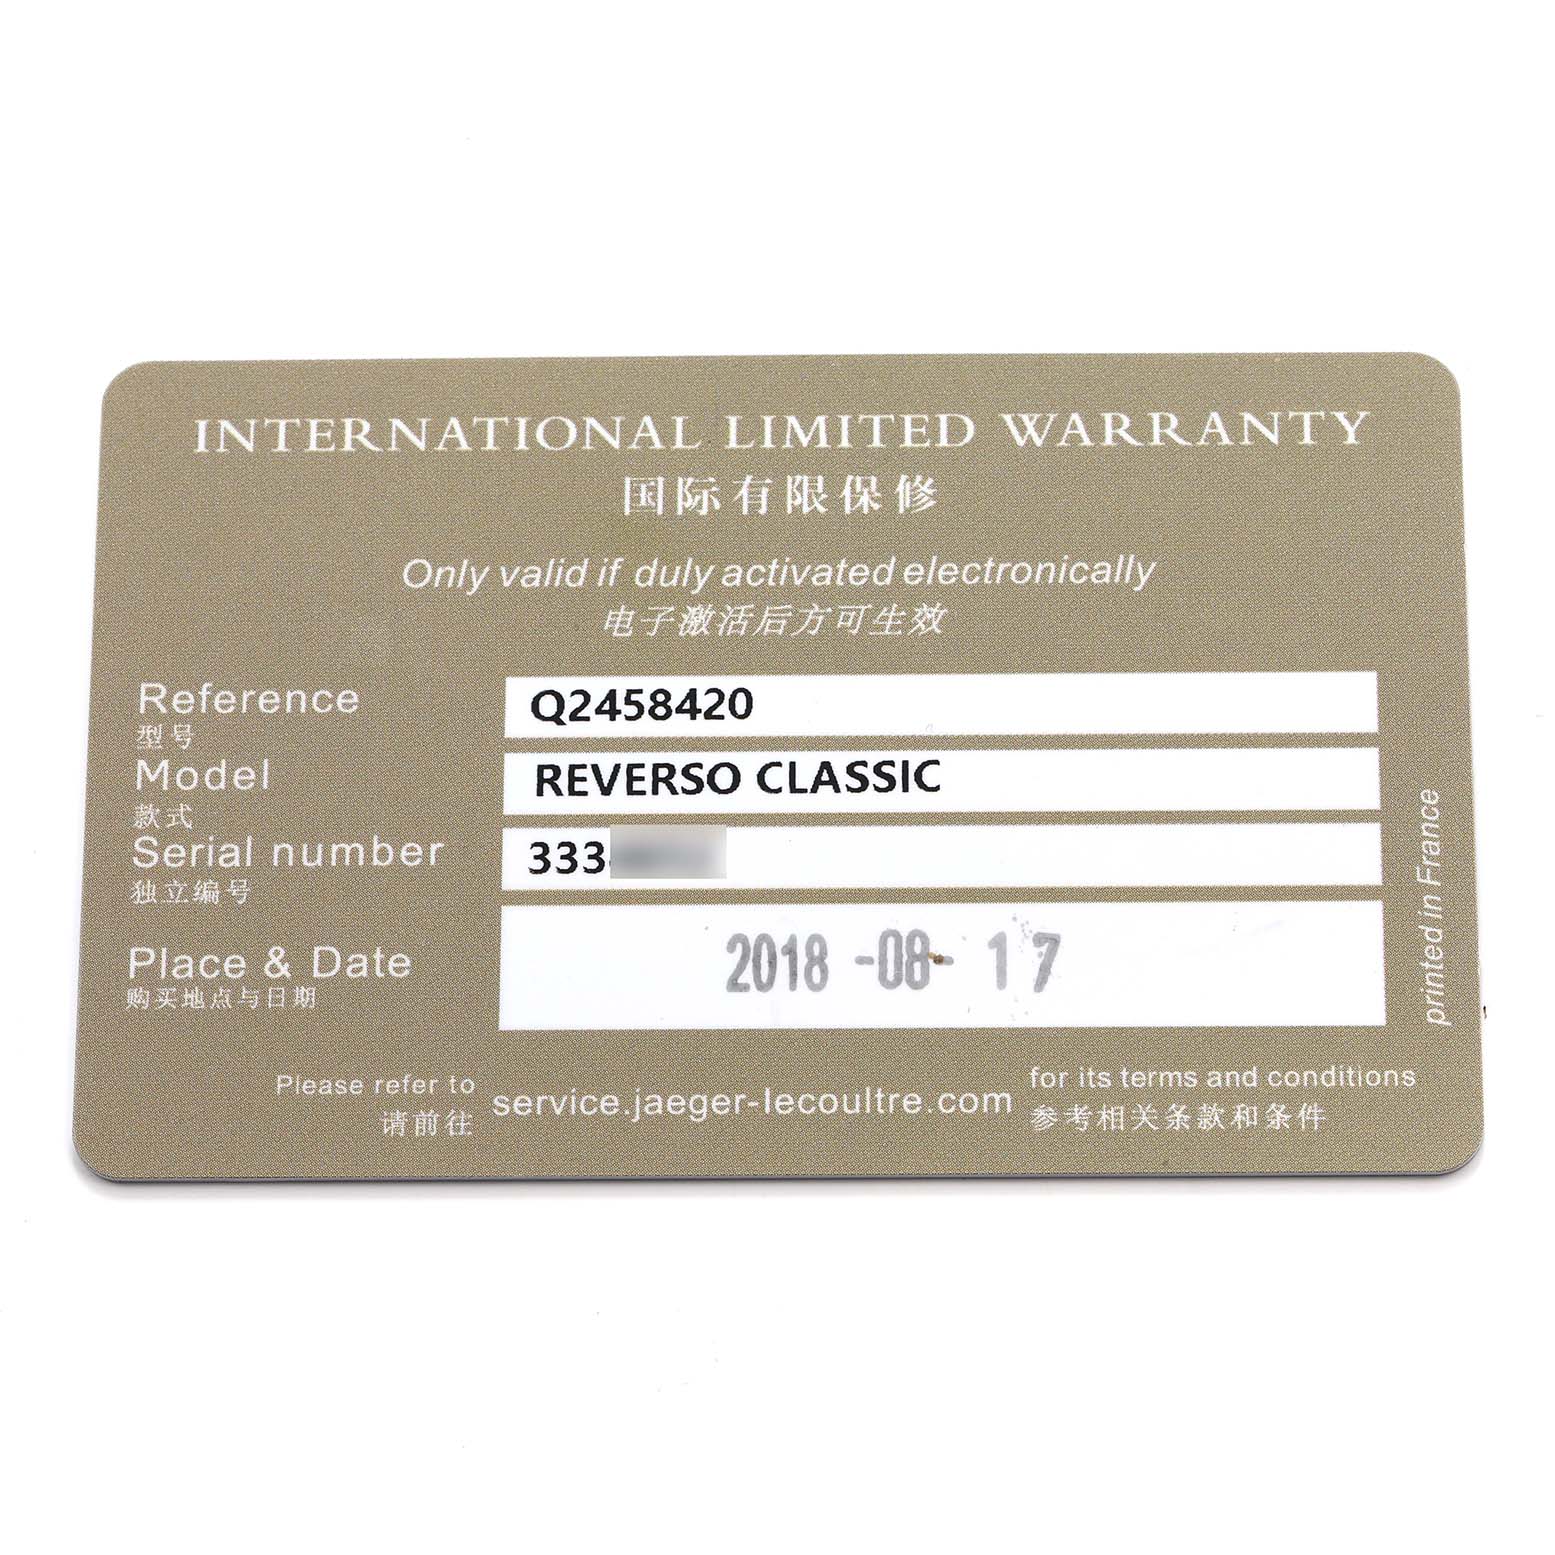 INTERNATIONAL LIMITED WARRANTY
国际有限保修
Only valid if duly activated electronically
电子激活后方可生效
Reference Q2458420
型号
Model REVERSO CLASSIC
款式
Serial number 333
独立编号
Place & Date 2018 -08- 17
购买地点与日期
Please refer to service.jaeger-lecoultre.com for its terms and conditions
请前往 参考相关条款和条件
printed in France